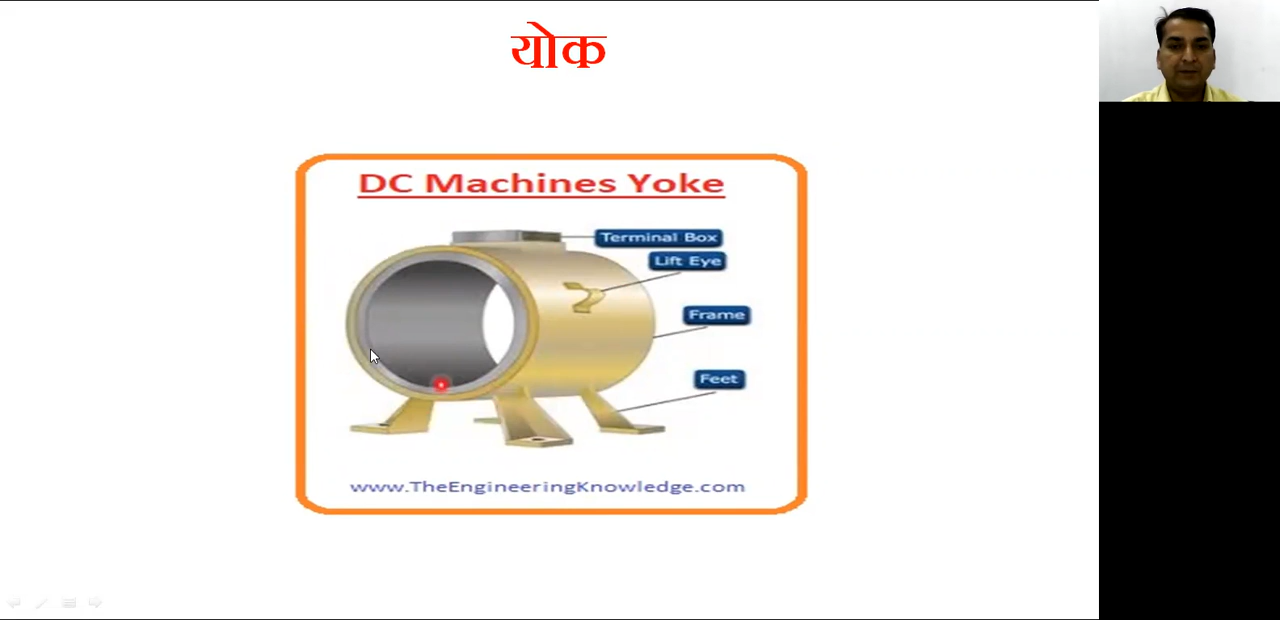 योक
DC Machines Yoke
Terminal Box
Lift Eye
Frame
Feet
www.TheEngineeringKnowledge.com